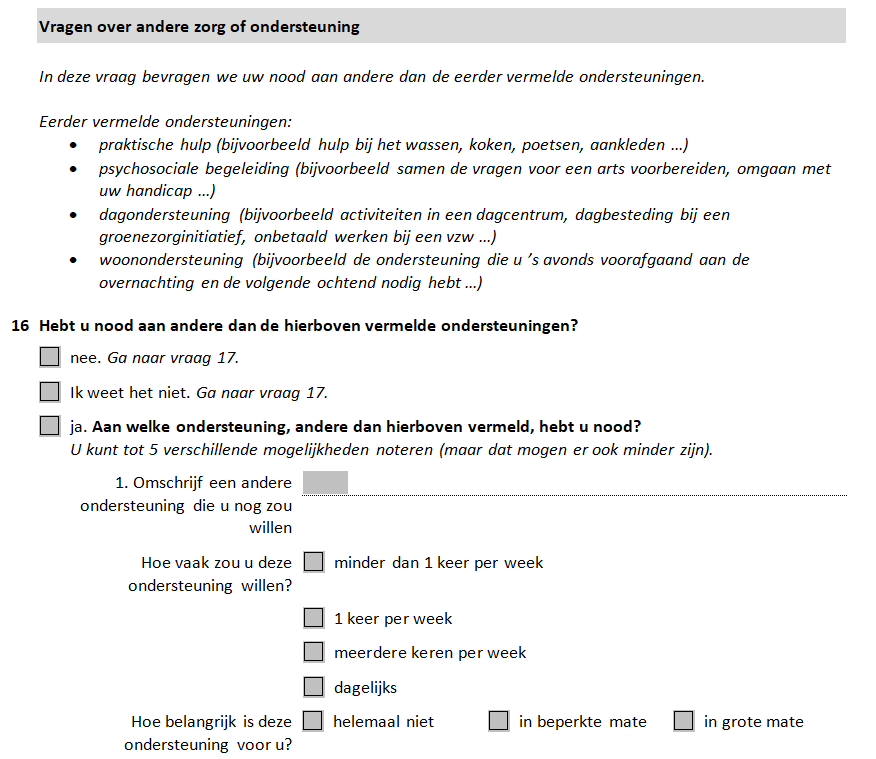 Vragen over andere zorg of ondersteuning
In deze vraag bevragen we uw nood aan andere dan de eerder vermelde ondersteuningen.
Eerder vermelde ondersteuningen:
• praktische hulp (bijvoorbeeld hulp bij het wassen, koken, poetsen, aankleden …)
• psychosociale begeleiding (bijvoorbeeld samen de vragen voor een arts voorbereiden, omgaan met
uw handicap …)
• dagondersteuning (bijvoorbeeld activiteiten in een dagcentrum, dagbesteding bij een
groenezorginitiatief, onbetaald werken bij een vzw …)
• woonondersteuning (bijvoorbeeld de ondersteuning die u ’s avonds voorafgaand aan de
overnachting en de volgende ochtend nodig hebt …)
16 Hebt u nood aan andere dan de hierboven vermelde ondersteuningen?
nee. Ga naar vraag 17.
Ik weet het niet. Ga naar vraag 17.
ja. Aan welke ondersteuning, andere dan hierboven vermeld, hebt u nood?
U kunt tot 5 verschillende mogelijkheden noteren (maar dat mogen er ook minder zijn).
1. Omschrijf een andere
ondersteuning die u nog zou
willen
Hoe vaak zou u deze
ondersteuning willen?
minder dan 1 keer per week
1 keer per week
meerdere keren per week
dagelijks
Hoe belangrijk is deze
ondersteuning voor u?
helemaal niet
in beperkte mate
in grote mate